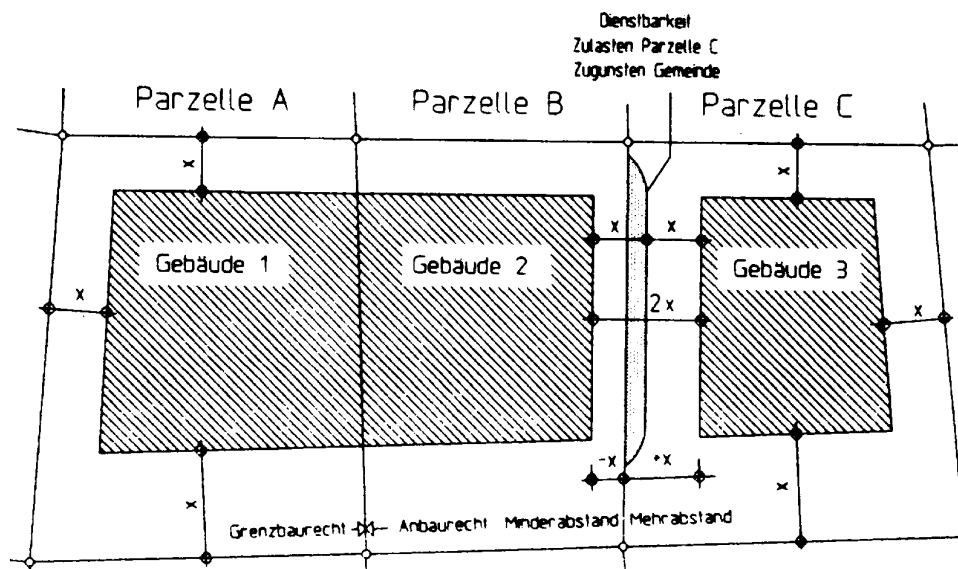 Dienstbarkeit
Zulasten Parzelle C
Zugunsten Gemeinde
Parzelle A
Parzelle B
Parzelle C
x
x
x
x
Gebäude 1
Gebäude 2
Gebäude 3
x
2x
x
-x
+x
x
x
Grenzbaurecht
Anbaurecht
Minderabstand
Mehrabstand